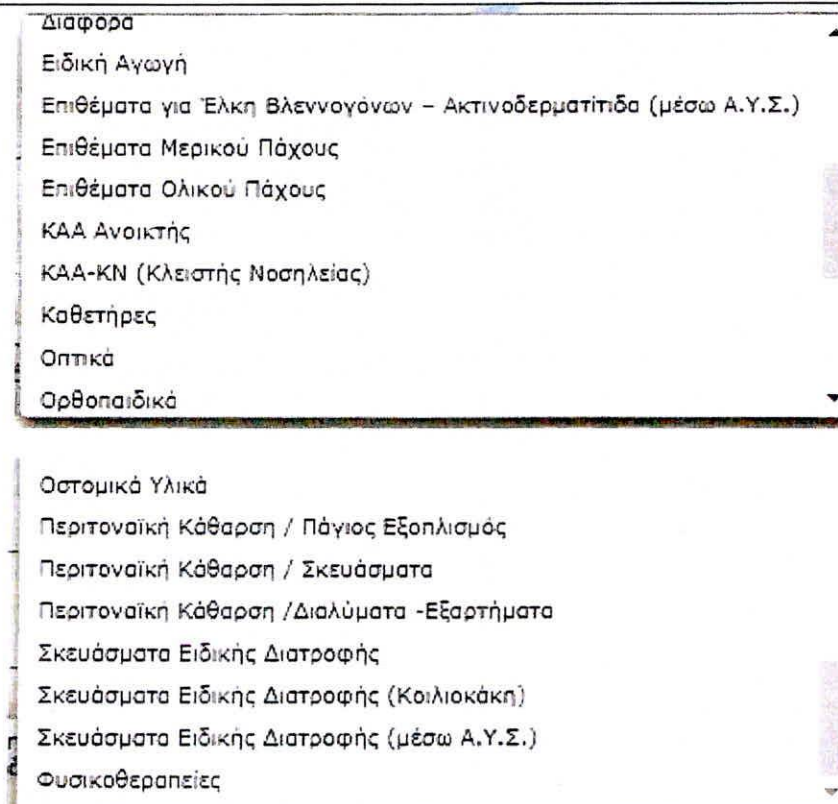 Διάφορα
Ειδική Αγωγή
Επιθέματα για Έλκη Βλεννογόνων – Ακτινοδερματίτιδα (μέσω Α.Υ.Σ.)
Επιθέματα Μερικού Πάχους
Επιθέματα Ολικού Πάχους
ΚΑΑ Ανοικτής
ΚΑΑ-ΚΝ (Κλειστής Νοσηλείας)
Καθετήρες
Οπτικά
Ορθοπαιδικά
Οστομικά Υλικά
Περιτοναϊκή Κάθαρση / Πάγιος Εξοπλισμός
Περιτοναϊκή Κάθαρση / Σκευάσματα
Περιτοναϊκή Κάθαρση /Διαλύματα -Εξαρτήματα
Σκευάσματα Ειδικής Διατροφής
Σκευάσματα Ειδικής Διατροφής (Κοιλιοκάκη)
Σκευάσματα Ειδικής Διατροφής (μέσω Α.Υ.Σ.)
Φυσικοθεραπείες